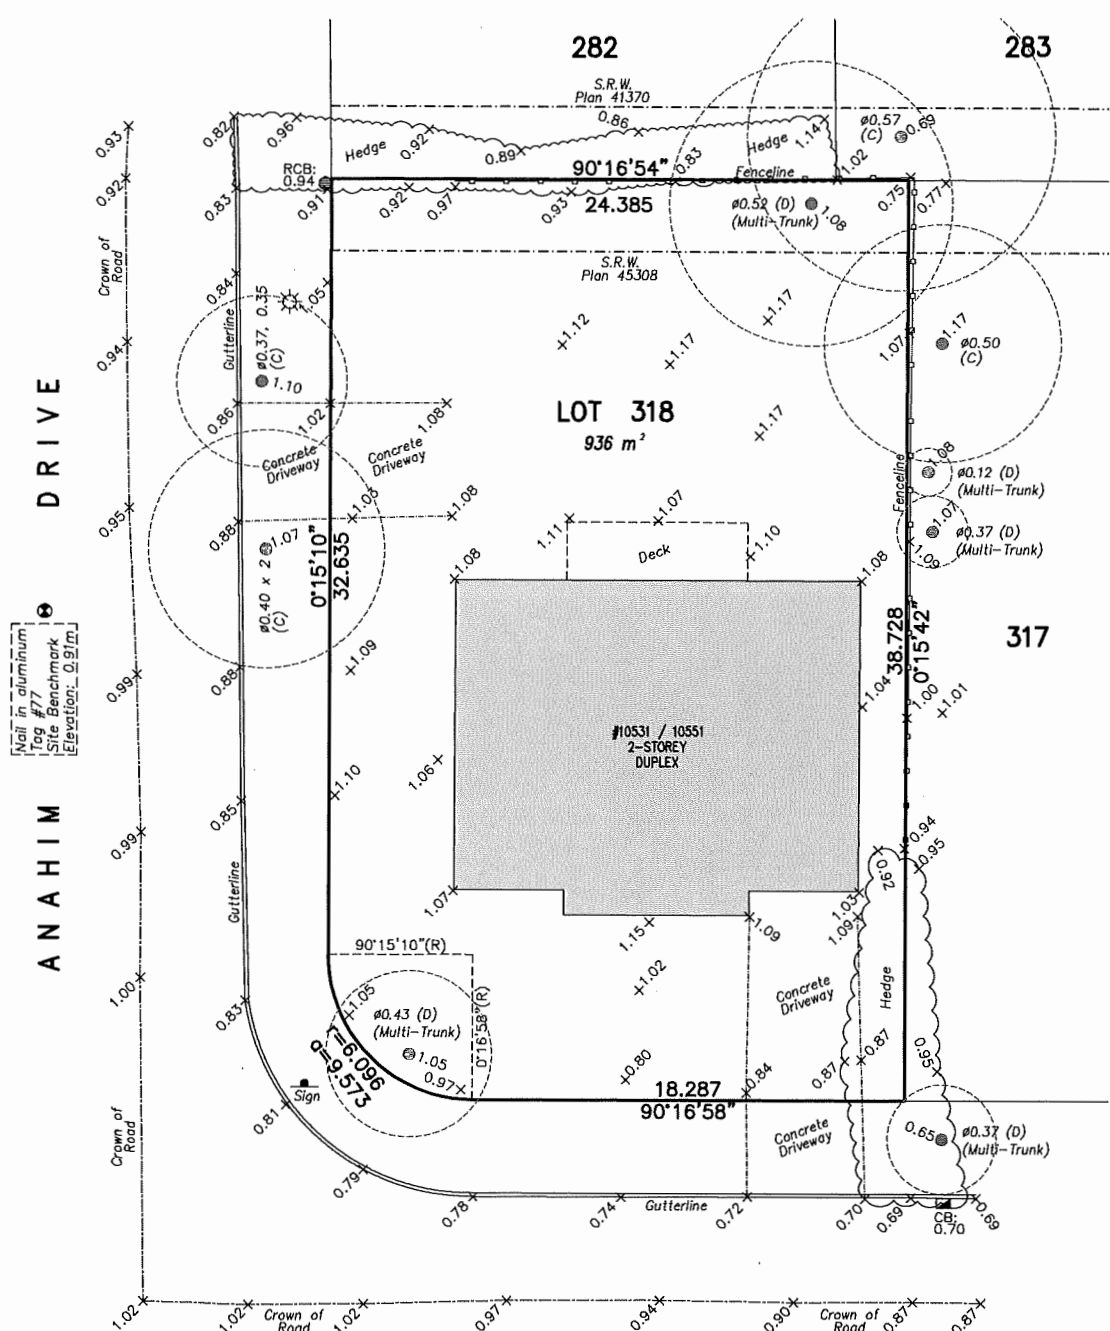 282
283
S.R.W.
Plan 41370
0.93
0.82
0.96
0.92
0.89
0.86
Hedge
Hedge
1.14
ø0.57
(C)
0.69
0.83
1.02
90°16'54"
Fenceline
RCB:
0.94
0.92
0.83
0.91
0.92
0.97
0.93
24.385
ø0.52 (D)
(Multi-Trunk)
1.08
0.75
0.77
Crown of
Road
S.R.W.
Plan 45308
0.84
1.05
ø0.37, 0.35
(C)
1.10
Gutterline
0.94
1.12
1.17
1.17
1.07
1.17
ø0.50
(C)
0.86
1.02
1.08
LOT 318
936 m²
1.17
Concrete
Driveway
Concrete
Driveway
Fenceline
1.08
ø0.12 (D)
(Multi-Trunk)
0.95
0.88
1.03
1.08
1.11
1.07
1.10
1.07
ø0.37 (D)
(Multi-Trunk)
1.09
1.07
ø0.40 x 2
(C)
0°15'10"
32.635
Deck
1.08
1.08
ANAHIM DRIVE
Nail in aluminum
Tag #77
Site Benchmark
Elevation: 0.91m
0.99
0.88
1.09
38.728
0°15'42"
317
1.04
1.00
1.01
#10531 / 10551
2-STOREY
DUPLEX
1.06
1.10
0.85
0.99
0.94
0.95
0.92
Gutterline
1.07
1.15
1.09
1.03
1.09
90°15'10"(R)
0°16'58"(R)
1.00
0.83
1.05
ø0.43 (D)
(Multi-Trunk)
1.05
0.97
r=6.096
a=9.573
1.02
Concrete
Driveway
Hedge
0.80
0.84
0.87
0.87
0.95
18.287
90°16'58"
Sign
0.81
Crown of
Road
Concrete
Driveway
0.65
ø0.37 (D)
(Multi-Trunk)
0.79
0.78
0.74
Gutterline
0.72
0.70
0.69
CB:
0.70
0.69
1.02
1.02
Crown of
Road
1.02
0.97
0.94
0.90
Crown of
Road
0.87
0.87